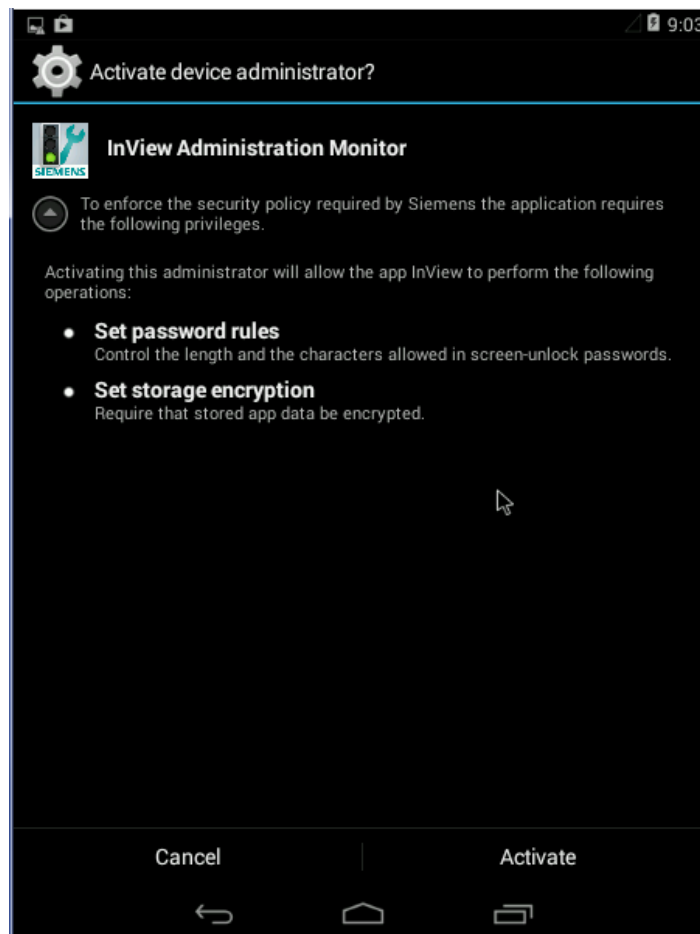 9:03
Activate device administrator?
InView Administration Monitor
SIEMENS
To enforce the security policy required by Siemens the application requires
the following privileges.
Activating this administrator will allow the app InView to perform the following
operations:
Set password rules
Control the length and the characters allowed in screen-unlock passwords.
Set storage encryption
Require that stored app data be encrypted.
Cancel
Activate